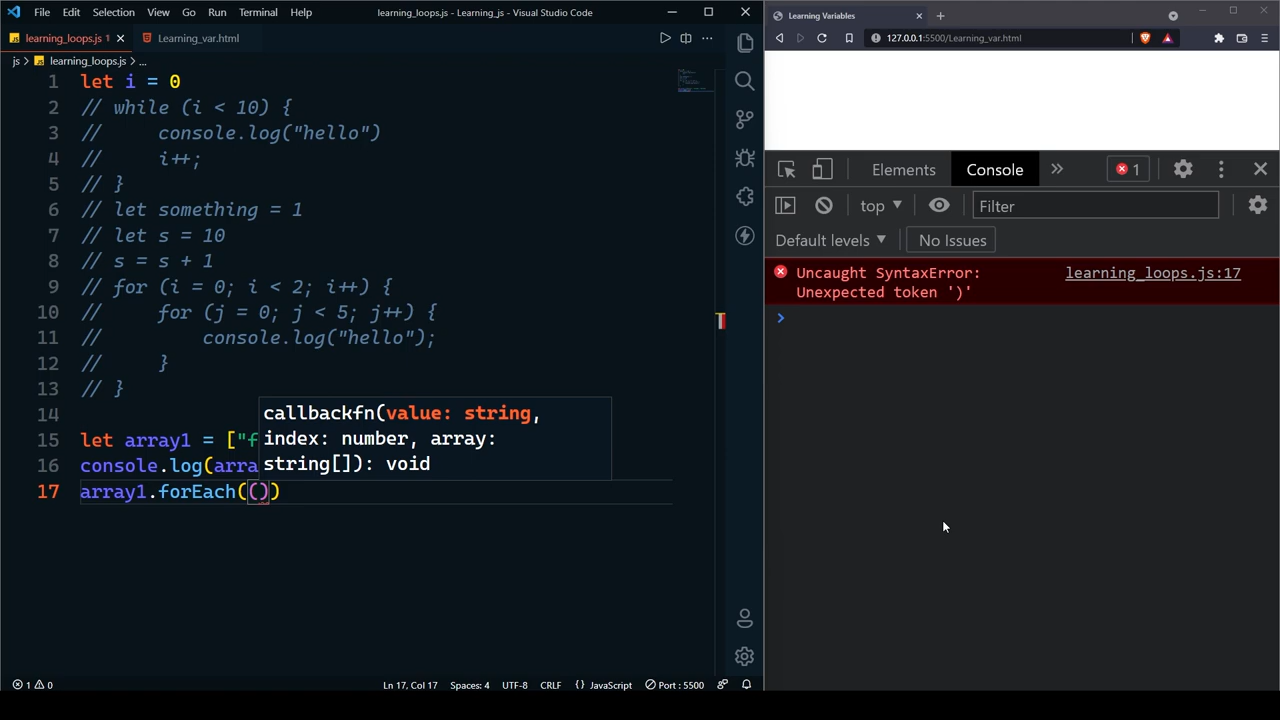 File Edit Selection View Go Run Terminal Help learning_loops.js - Learning_js - Visual Studio Code
learning_loops.js 1 Learning_var.html
js > learning_loops.js > ...
1 let i = 0
2 // while (i < 10) {
3 //     console.log("hello")
4 //     i++;
5 // }
6 // let something = 1
7 // let s = 10
8 // s = s + 1
9 // for (i = 0; i < 2; i++) {
10 //     for (j = 0; j < 5; j++) {
11 //         console.log("hello");
12 //     }
13 // }
14
callbackfn(value: string,
index: number, array:
string[]): void
15 let array1 = ["f
16 console.log(arra
17 array1.forEach(())
1 0 Ln 17, Col 17 Spaces: 4 UTF-8 CRLF {} JavaScript Port : 5500
Learning Variables
127.0.0.1:5500/Learning_var.html
Elements Console » 1
top Filter
Default levels No Issues
Uncaught SyntaxError: learning_loops.js:17
Unexpected token ')'
>